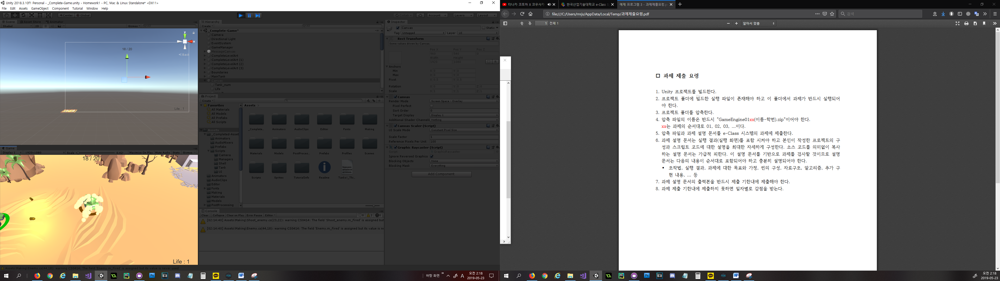 Unity 2018.3.10f1 Personal - _Complete-Game.unity - Homework1 - PC, Mac & Linux Standalone* <DX11>
File Edit Assets GameObject Component Tutorial Window Help
Center Global
Collab Account Layers Layout
Scene Asset Store Animator
Shaded 2D Gizmos All
18 / 20
y
x
Back
Life : 1
Game
Display 1 1920x1080 Scale 0.42 Maximize On Play Mute Audio Stats Gizmos
18 / 20
Life : 1
Hierarchy
Create All
_Complete-Game*
Camera
Directional Light
EventSystem
GameManager
MessageCanvas
CompleteLevelArt
CompleteLevelArt (1)
CompleteLevelArt (2)
CompleteLevelArt (3)
Boundaries
MainTank
Canvas
Tank_num
Life
Project
Create
Favorites
All Materials
All Models
All Prefabs
All Scripts
Assets
_Completed-Asset
Animators
AudioMixers
Prefabs
Scripts
Camera
Managers
Shell
Tank
UI
Animators
AudioClips
Editor
Fonts
Making
Materials
Models
PostProcessing
Assets
_Complete... Animators AudioClips Editor Fonts Making
Materials Models PostProces... Prefabs Profiles Scenes
Scripts Sprites TutorialInfo Readme Tanks!_Thi...
Console
Clear Collapse Clear on Play Error Pause Editor 0 2 0
[02:14:40] Assets\Making\Shoot_enemy.cs(23,22): warning CS0414: The field 'Shoot_enemy.m_Fired' is assigned but
[02:14:40] Assets\Making\Enemy.cs(44,18): warning CS0414: The field 'Enemy.m_Fired' is assigned but its value is n
Assets\Making\Enemy.cs(44,18): warning CS0414: The field 'Enemy.m_Fired' is assigned but its value is never used
Inspector
Canvas Static
Tag Untagged Layer UI
Rect Transform
Some values driven by Canvas.
Pos X Pos Y Pos Z
960 540 0
Width Height
1920 1080
R
Anchors
Min X 0 Y 0
Max X 0 Y 0
Pivot X 0.5 Y 0.5
Rotation X 0 Y 0 Z 0
Scale X 1 Y 1 Z 1
Canvas
Render Mode Screen Space - Overlay
Pixel Perfect
Sort Order 0
Target Display Display 1
Additional Shader Channels Nothing
Canvas Scaler (Script)
UI Scale Mode Constant Pixel Size
Scale Factor 1
Reference Pixels Per Unit 100
Graphic Raycaster (Script)
Script GraphicRaycaster
Ignore Reversed Graphics
Blocking Objects None
Blocking Mask Everything
Add Component
바탕 화면 A 오전 2:18
2019-05-23
타나카 코토하 X 코우사카 한국산업기술대학교 e-Class S 예제 프로그램 3 - 과제제출요령.p
file:///C:/Users/rnrjs/AppData/Local/Temp/과제제출요령.pdf 검색
1 전체 1 알아서 맞춤
□ 과제 제출 요령
1. Unity 프로젝트를 빌드한다.
2. 프로젝트 폴더에 빌드한 실행 파일이 존재해야 하고 이 폴더에서 과제가 반드시 실행되어
야 한다.
3. 프로젝트 폴더를 압축한다.
4. 압축 파일의 이름은 반드시 "GameEngine01xx(이름-학번).zip"이어야 한다.
xx는 과제의 순서대로 01, 02, 03, ...이다.
5. 압축 파일과 과제 설명 문서를 e-Class 시스템의 과제에 제출한다.
6. 과제 설명 문서는 실행 결과(실행 화면)를 포함 시켜야 하고 본인이 작성한 프로젝트의 구
성과 스크립트 코드에 대한 설명을 최대한 자세하게 구성한다. 소스 코드를 의미없이 복사
하는 설명 문서는 가급적 피한다. 이 설명 문서를 기반으로 과제를 검사할 것이므로 설명
문서는 다음의 내용이 순서대로 포함되어야 하고 충분히 설명되어야 한다.
▪ 조작법, 실행 결과, 과제에 대한 목표와 가정, 씬의 구성, 자료구조, 알고리즘, 추가 구
현 내용, ... 등
7. 과제 설명 문서의 출력본을 반드시 제출 기한내에 제출해야 한다.
8. 과제 제출 기한내에 제출하지 못하면 일자별로 감점을 받는다.
오전 2:18
2019-05-23